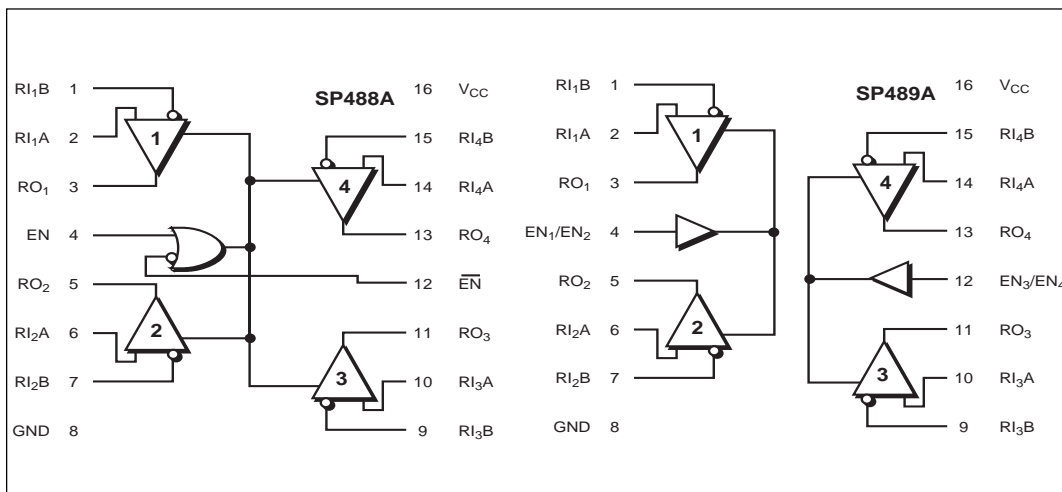 SP488A
RI₁B 1
RI₁A 2
RO₁ 3
EN 4
RO₂ 5
RI₂A 6
RI₂B 7
GND 8
16 V_CC
15 RI₄B
14 RI₄A
13 RO₄
12 E̅N̅
11 RO₃
10 RI₃A
9 RI₃B
1
2
4
3
SP489A
RI₁B 1
RI₁A 2
RO₁ 3
EN₁/EN₂ 4
RO₂ 5
RI₂A 6
RI₂B 7
GND 8
16 V_CC
15 RI₄B
14 RI₄A
13 RO₄
12 EN₃/EN₄
11 RO₃
10 RI₃A
9 RI₃B
1
2
4
3